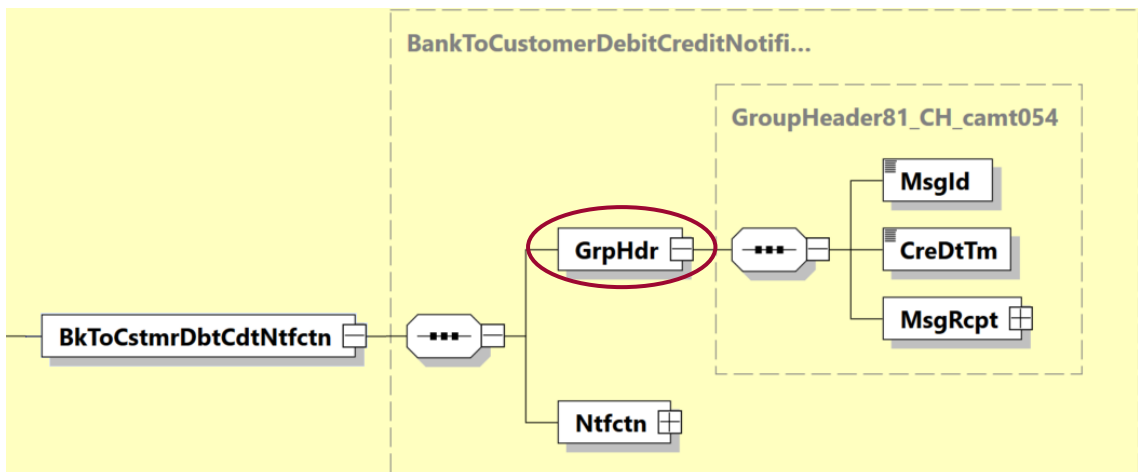 BankToCustomerDebitCreditNotifi...
GroupHeader81_CH_camt054
MsgId
GrpHdr
CreDtTm
MsgRcpt
BkToCstmrDbtCdtNtfctn
Ntfctn